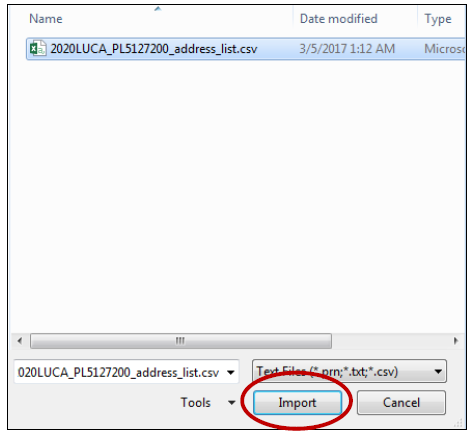 Name Date modified Type
2020LUCA_PL5127200_address_list.csv 3/5/2017 1:12 AM Microso
020LUCA_PL5127200_address_list.csv Text Files (*.prn;*.txt;*.csv)
Tools Import Cancel